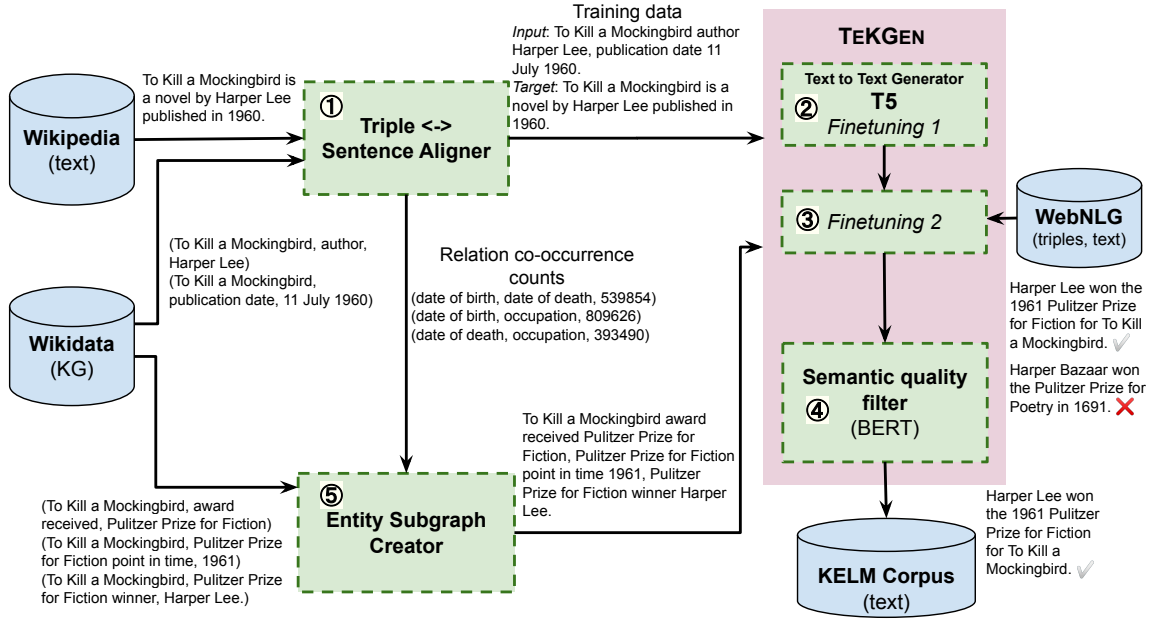 To Kill a Mockingbird is
a novel by Harper Lee
published in 1960.
Wikipedia
(text)
①
Triple <->
Sentence Aligner
Training data
Input: To Kill a Mockingbird author
Harper Lee, publication date 11
July 1960.
Target: To Kill a Mockingbird is a
novel by Harper Lee published in
1960.
TEKGEN
Text to Text Generator
② T5
Finetuning 1
③ Finetuning 2
WebNLG
(triples, text)
(To Kill a Mockingbird, author,
Harper Lee)
(To Kill a Mockingbird,
publication date, 11 July 1960)
Relation co-occurrence
counts
(date of birth, date of death, 539854)
(date of birth, occupation, 809626)
(date of death, occupation, 393490)
Wikidata
(KG)
Harper Lee won the
1961 Pulitzer Prize
for Fiction for To Kill
a Mockingbird. ✓
Harper Bazaar won
the Pulitzer Prize for
Poetry in 1691. ❌
Semantic quality
filter
④ (BERT)
To Kill a Mockingbird award
received Pulitzer Prize for
Fiction, Pulitzer Prize for Fiction
point in time 1961, Pulitzer
Prize for Fiction winner Harper
Lee.
(To Kill a Mockingbird, award
received, Pulitzer Prize for Fiction)
(To Kill a Mockingbird, Pulitzer Prize
for Fiction point in time, 1961)
(To Kill a Mockingbird, Pulitzer Prize
for Fiction winner, Harper Lee.)
⑤
Entity Subgraph
Creator
KELM Corpus
(text)
Harper Lee won
the 1961 Pulitzer
Prize for Fiction
for To Kill a
Mockingbird. ✓